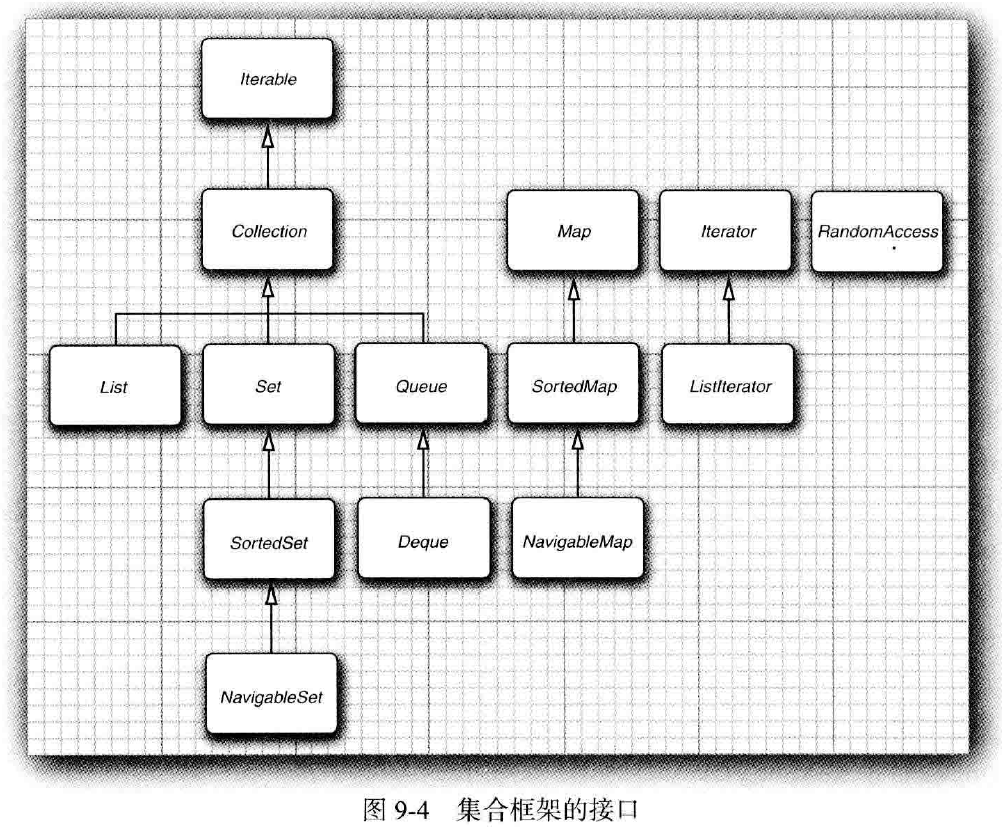 Iterable
Collection
Map
Iterator
RandomAccess
List
Set
Queue
SortedMap
ListIterator
SortedSet
Deque
NavigableMap
NavigableSet
图 9-4 集合框架的接口